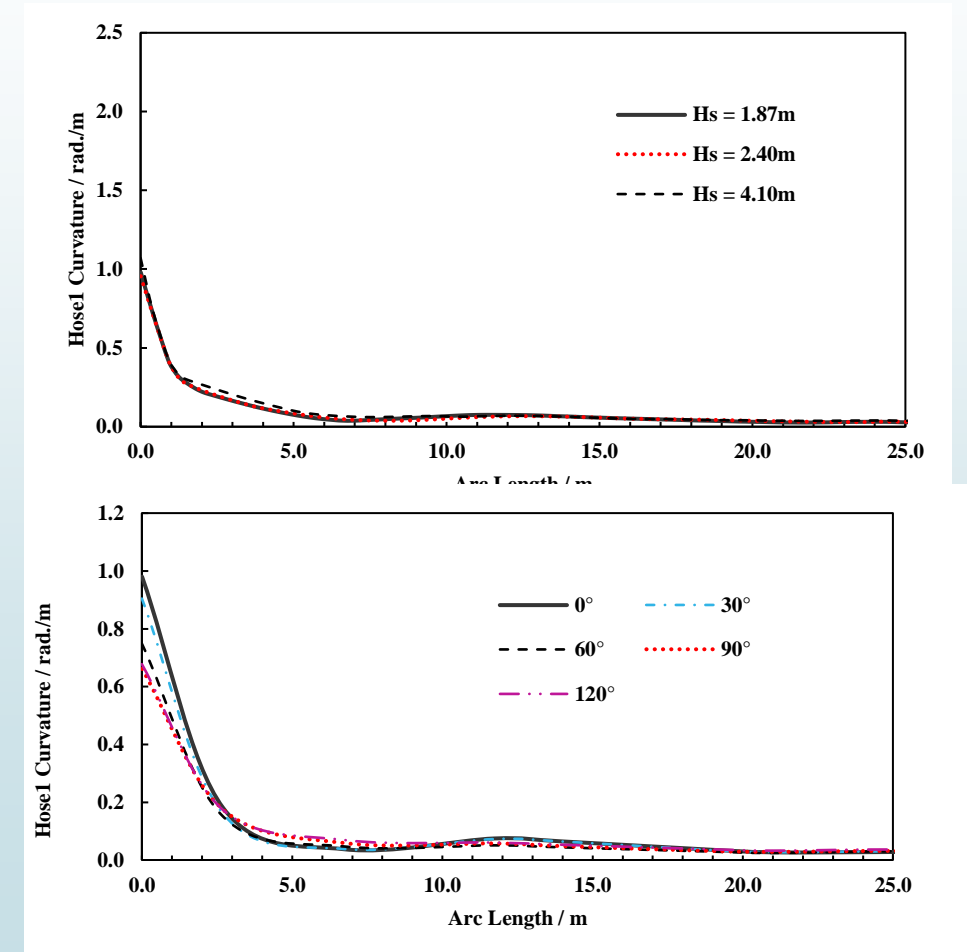 2.5
2.0
1.5
1.0
0.5
0.0
Hose1 Curvature / rad./m
Hs = 1.87m
Hs = 2.40m
Hs = 4.10m
0.0 5.0 10.0 15.0 20.0 25.0
Arc Length / m
1.2
1.0
0.8
0.6
0.4
0.2
0.0
Hose1 Curvature / rad./m
0° 30°
60° 90°
120°
0.0 5.0 10.0 15.0 20.0 25.0
Arc Length / m